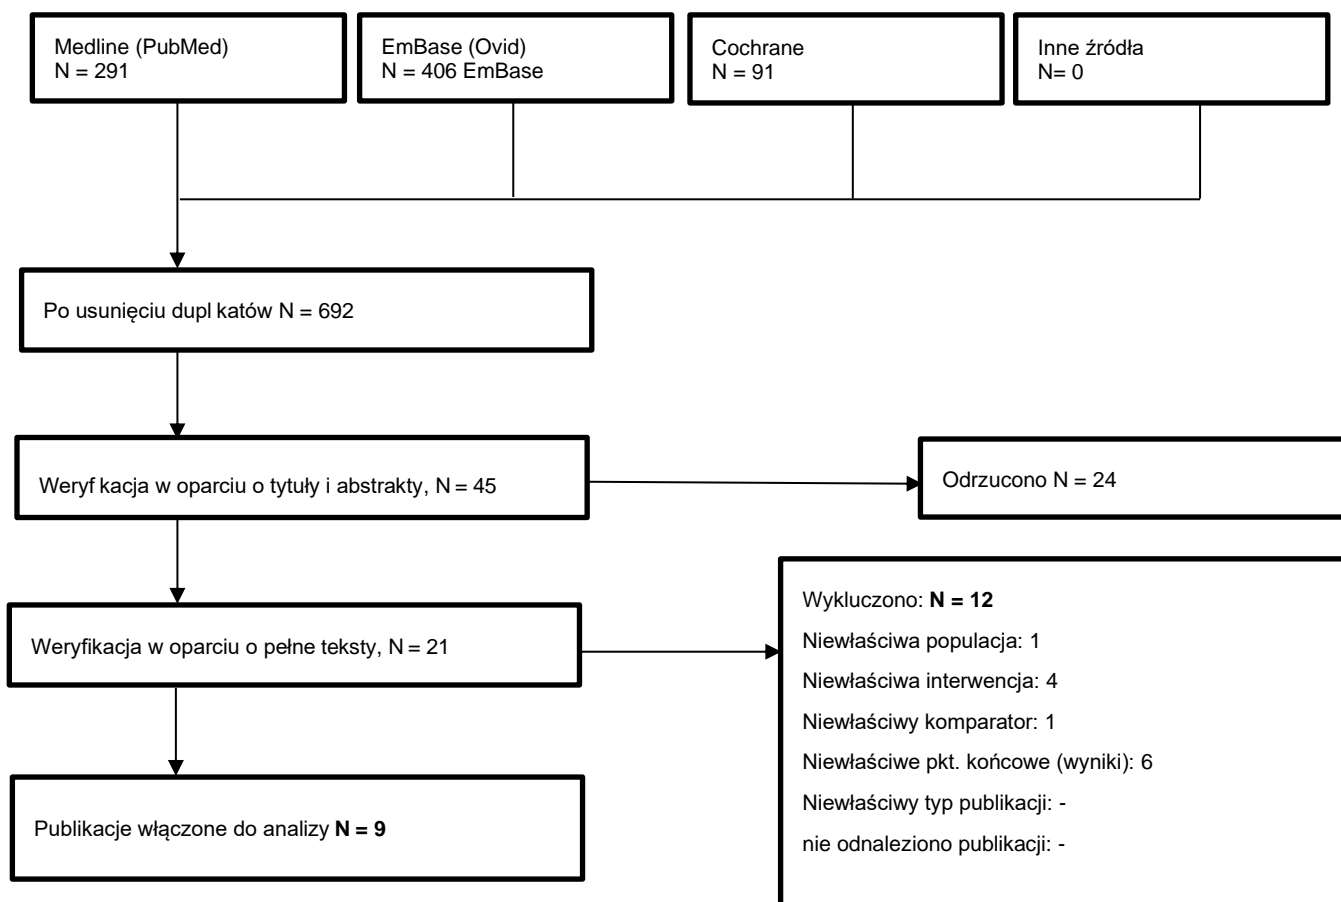 Medline (PubMed)
N = 291
EmBase (Ovid)
N = 406 EmBase
Cochrane
N = 91
Inne źródła
N= 0
Po usunięciu dupl katów N = 692
Weryf kacja w oparciu o tytuły i abstrakty, N = 45
Odrzucono N = 24
Weryfikacja w oparciu o pełne teksty, N = 21
Wykluczono: N = 12
Niewłaściwa populacja: 1
Niewłaściwa interwencja: 4
Niewłaściwy komparator: 1
Niewłaściwe pkt. końcowe (wyniki): 6
Niewłaściwy typ publikacji: -
nie odnaleziono publikacji: -
Publikacje włączone do analizy N = 9